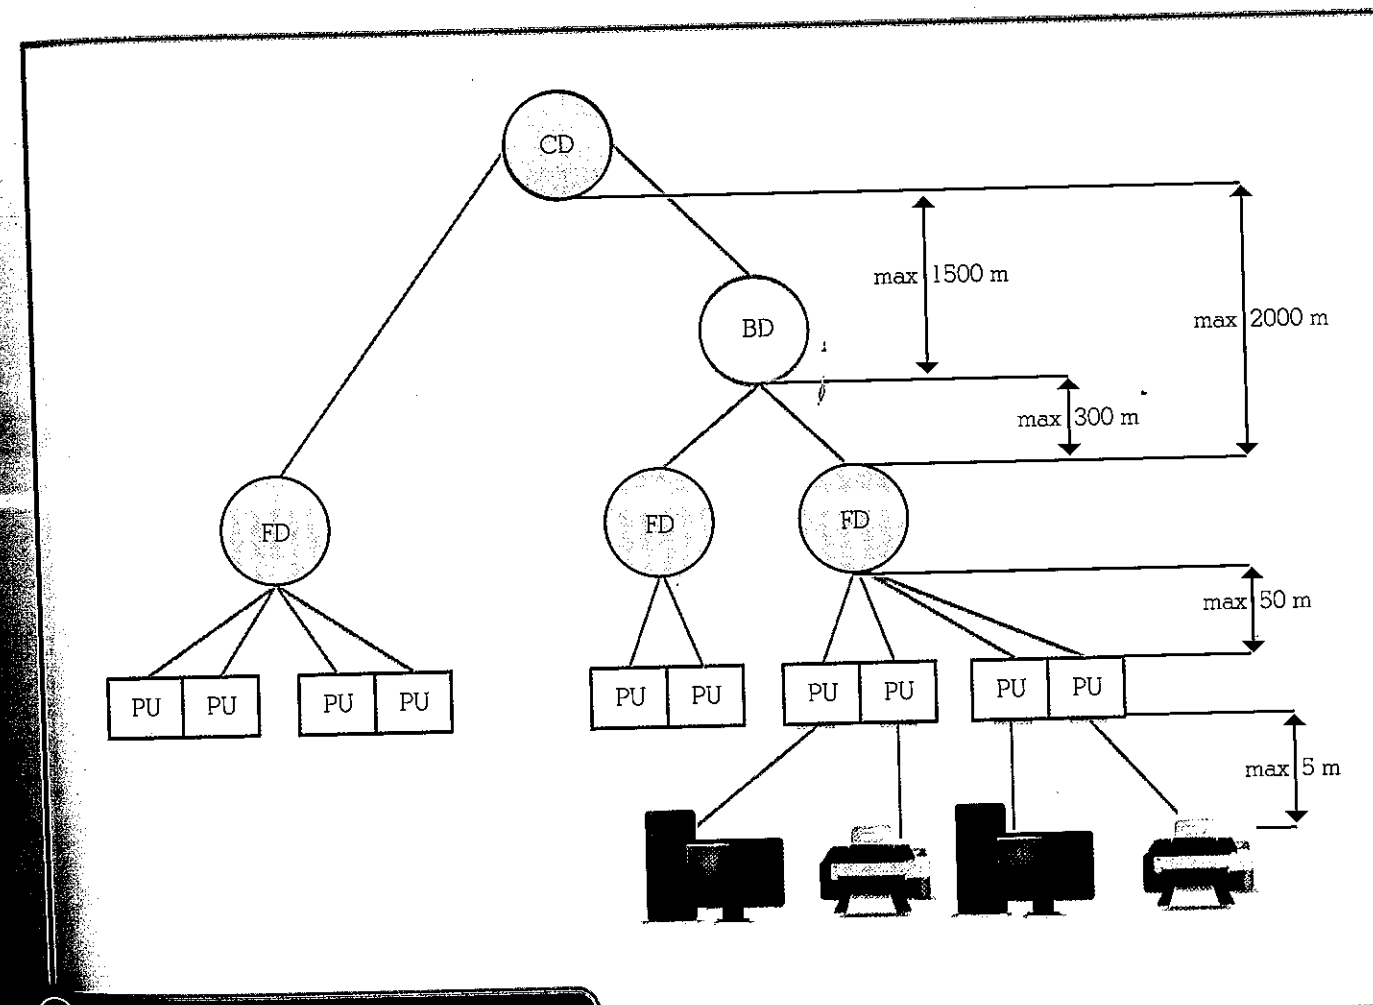 CD
max 1500 m
max 2000 m
BD
max 300 m
FD
FD
FD
max 50 m
PU PU PU PU PU PU PU PU PU PU
max 5 m